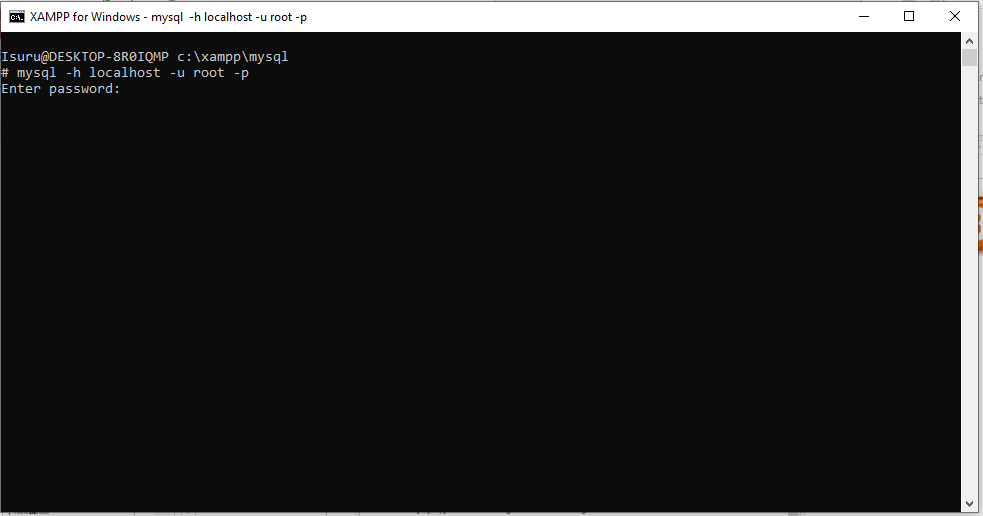 XAMPP for Windows - mysql  -h localhost -u root -p
Isuru@DESKTOP-8R0IQMP c:\xampp\mysql
# mysql -h localhost -u root -p
Enter password: